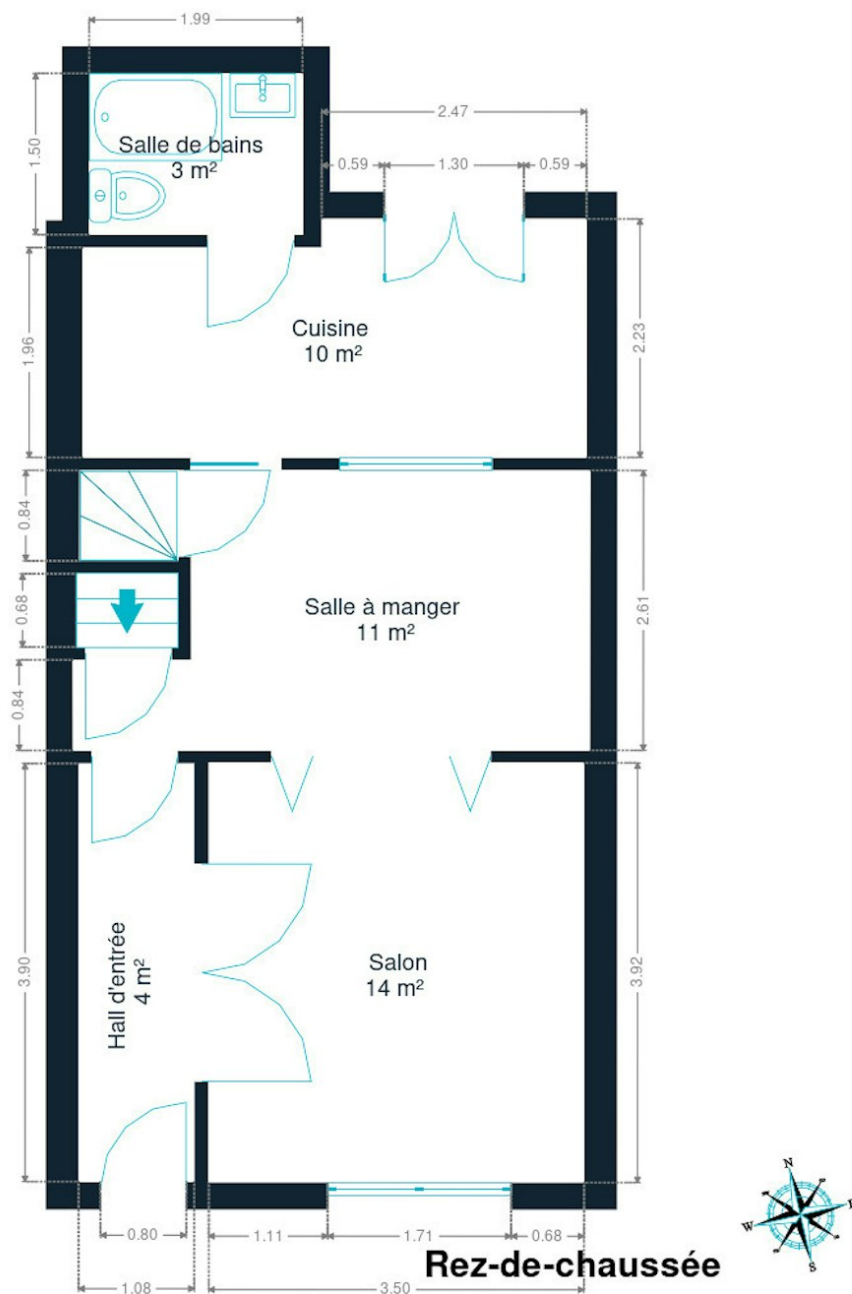 1.99
1.50
Salle de bains
3 m²
2.47
0.59
1.30
0.59
1.96
Cuisine
10 m²
2.23
0.84
0.68
0.84
Salle à manger
11 m²
2.61
3.90
Hall d'entrée
4 m²
Salon
14 m²
3.92
0.80
1.11
1.71
0.68
1.08
3.50
Rez-de-chaussée
N
W
S